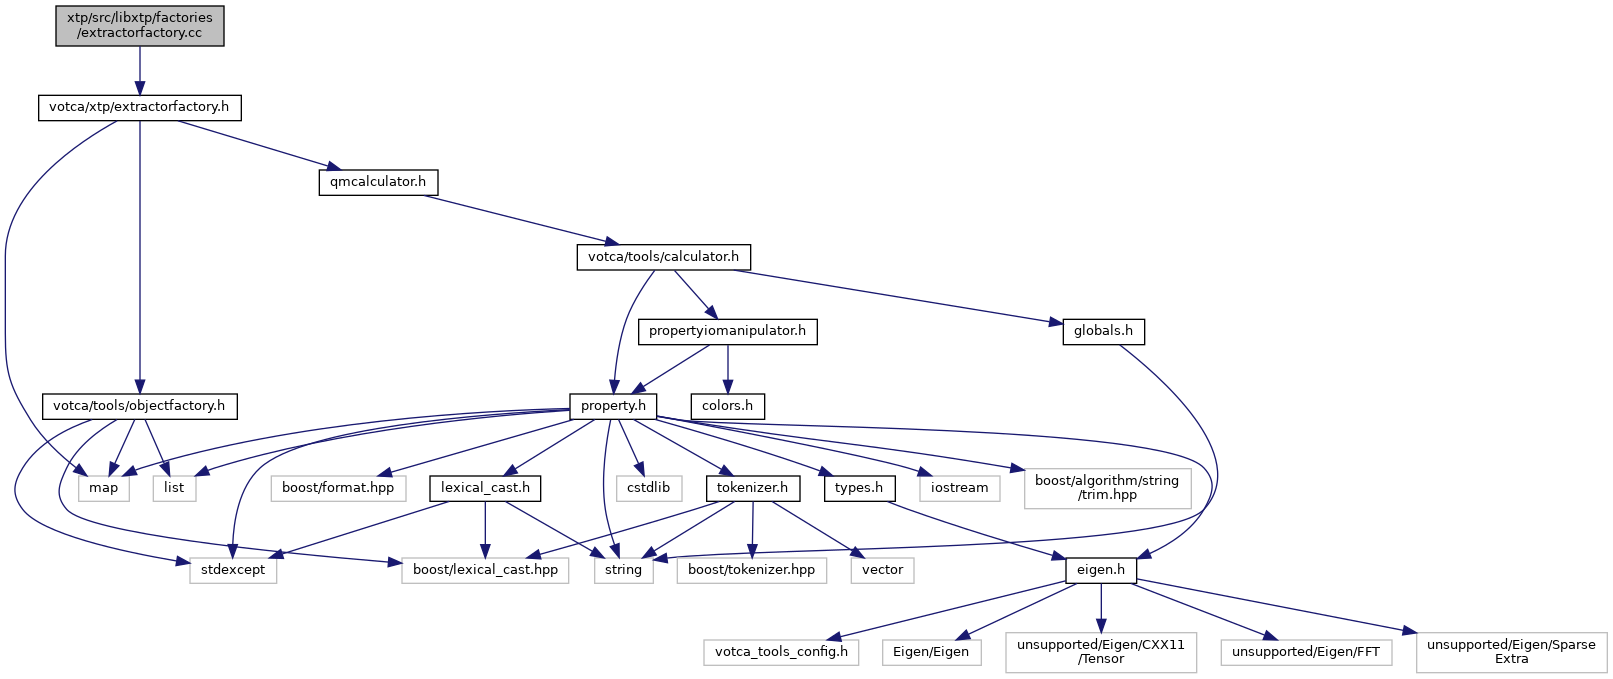 xtp/src/libxtp/factories
/extractorfactory.cc
votca/xtp/extractorfactory.h
qmcalculator.h
votca/tools/calculator.h
propertyiomanipulator.h
globals.h
votca/tools/objectfactory.h
property.h
colors.h
map
list
boost/format.hpp
lexical_cast.h
cstdlib
tokenizer.h
types.h
iostream
boost/algorithm/string
/trim.hpp
stdexcept
boost/lexical_cast.hpp
string
boost/tokenizer.hpp
vector
eigen.h
votca_tools_config.h
Eigen/Eigen
unsupported/Eigen/CXX11
/Tensor
unsupported/Eigen/FFT
unsupported/Eigen/Sparse
Extra